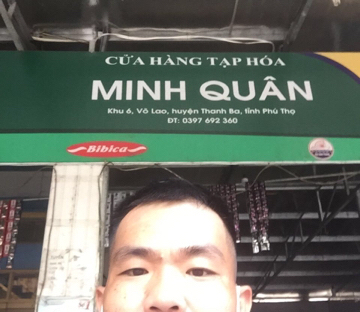 CỬA HÀNG TẠP HÓA
MINH QUÂN
Khu 6, Võ Lao, huyện Thanh Ba, tỉnh Phú Thọ
ĐT: 0397 692 360
Bibica